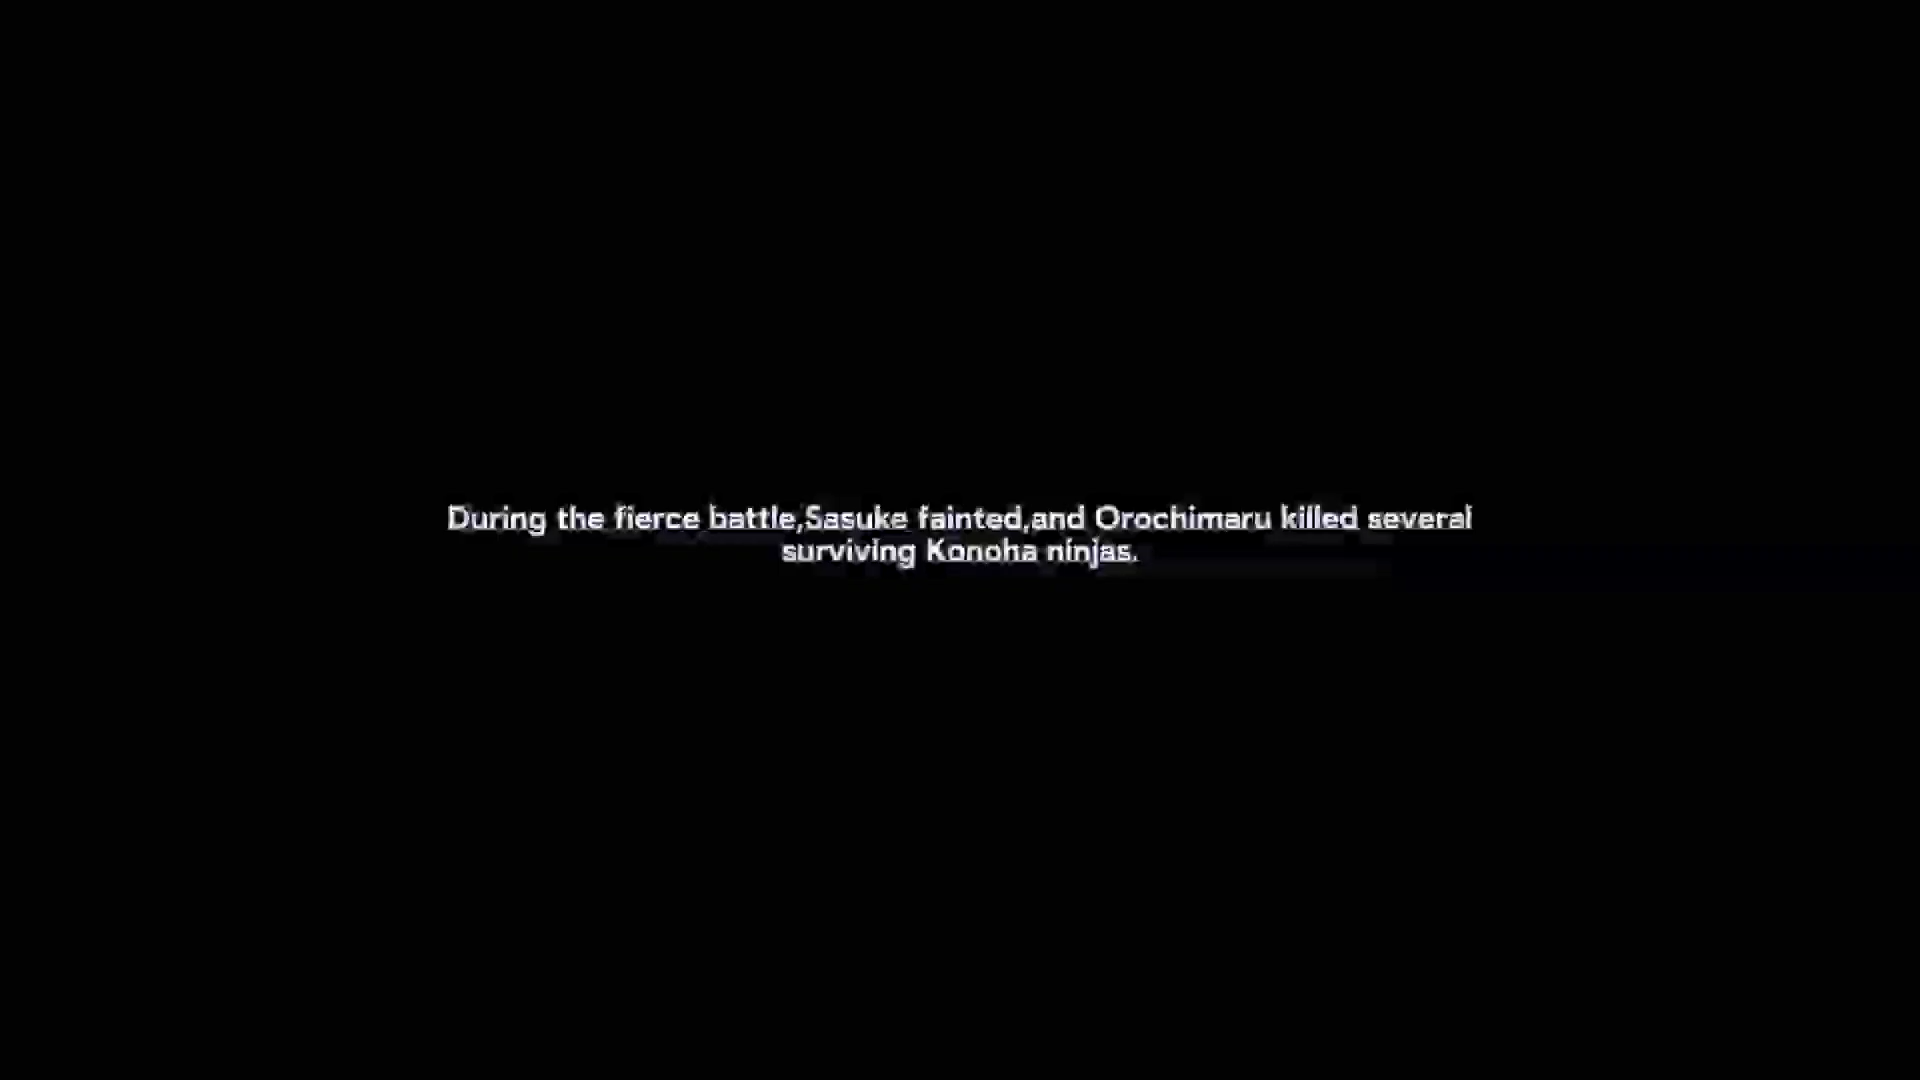 During the fierce battle,Sasuke fainted,and Orochimaru killed several
surviving Konoha ninjas.